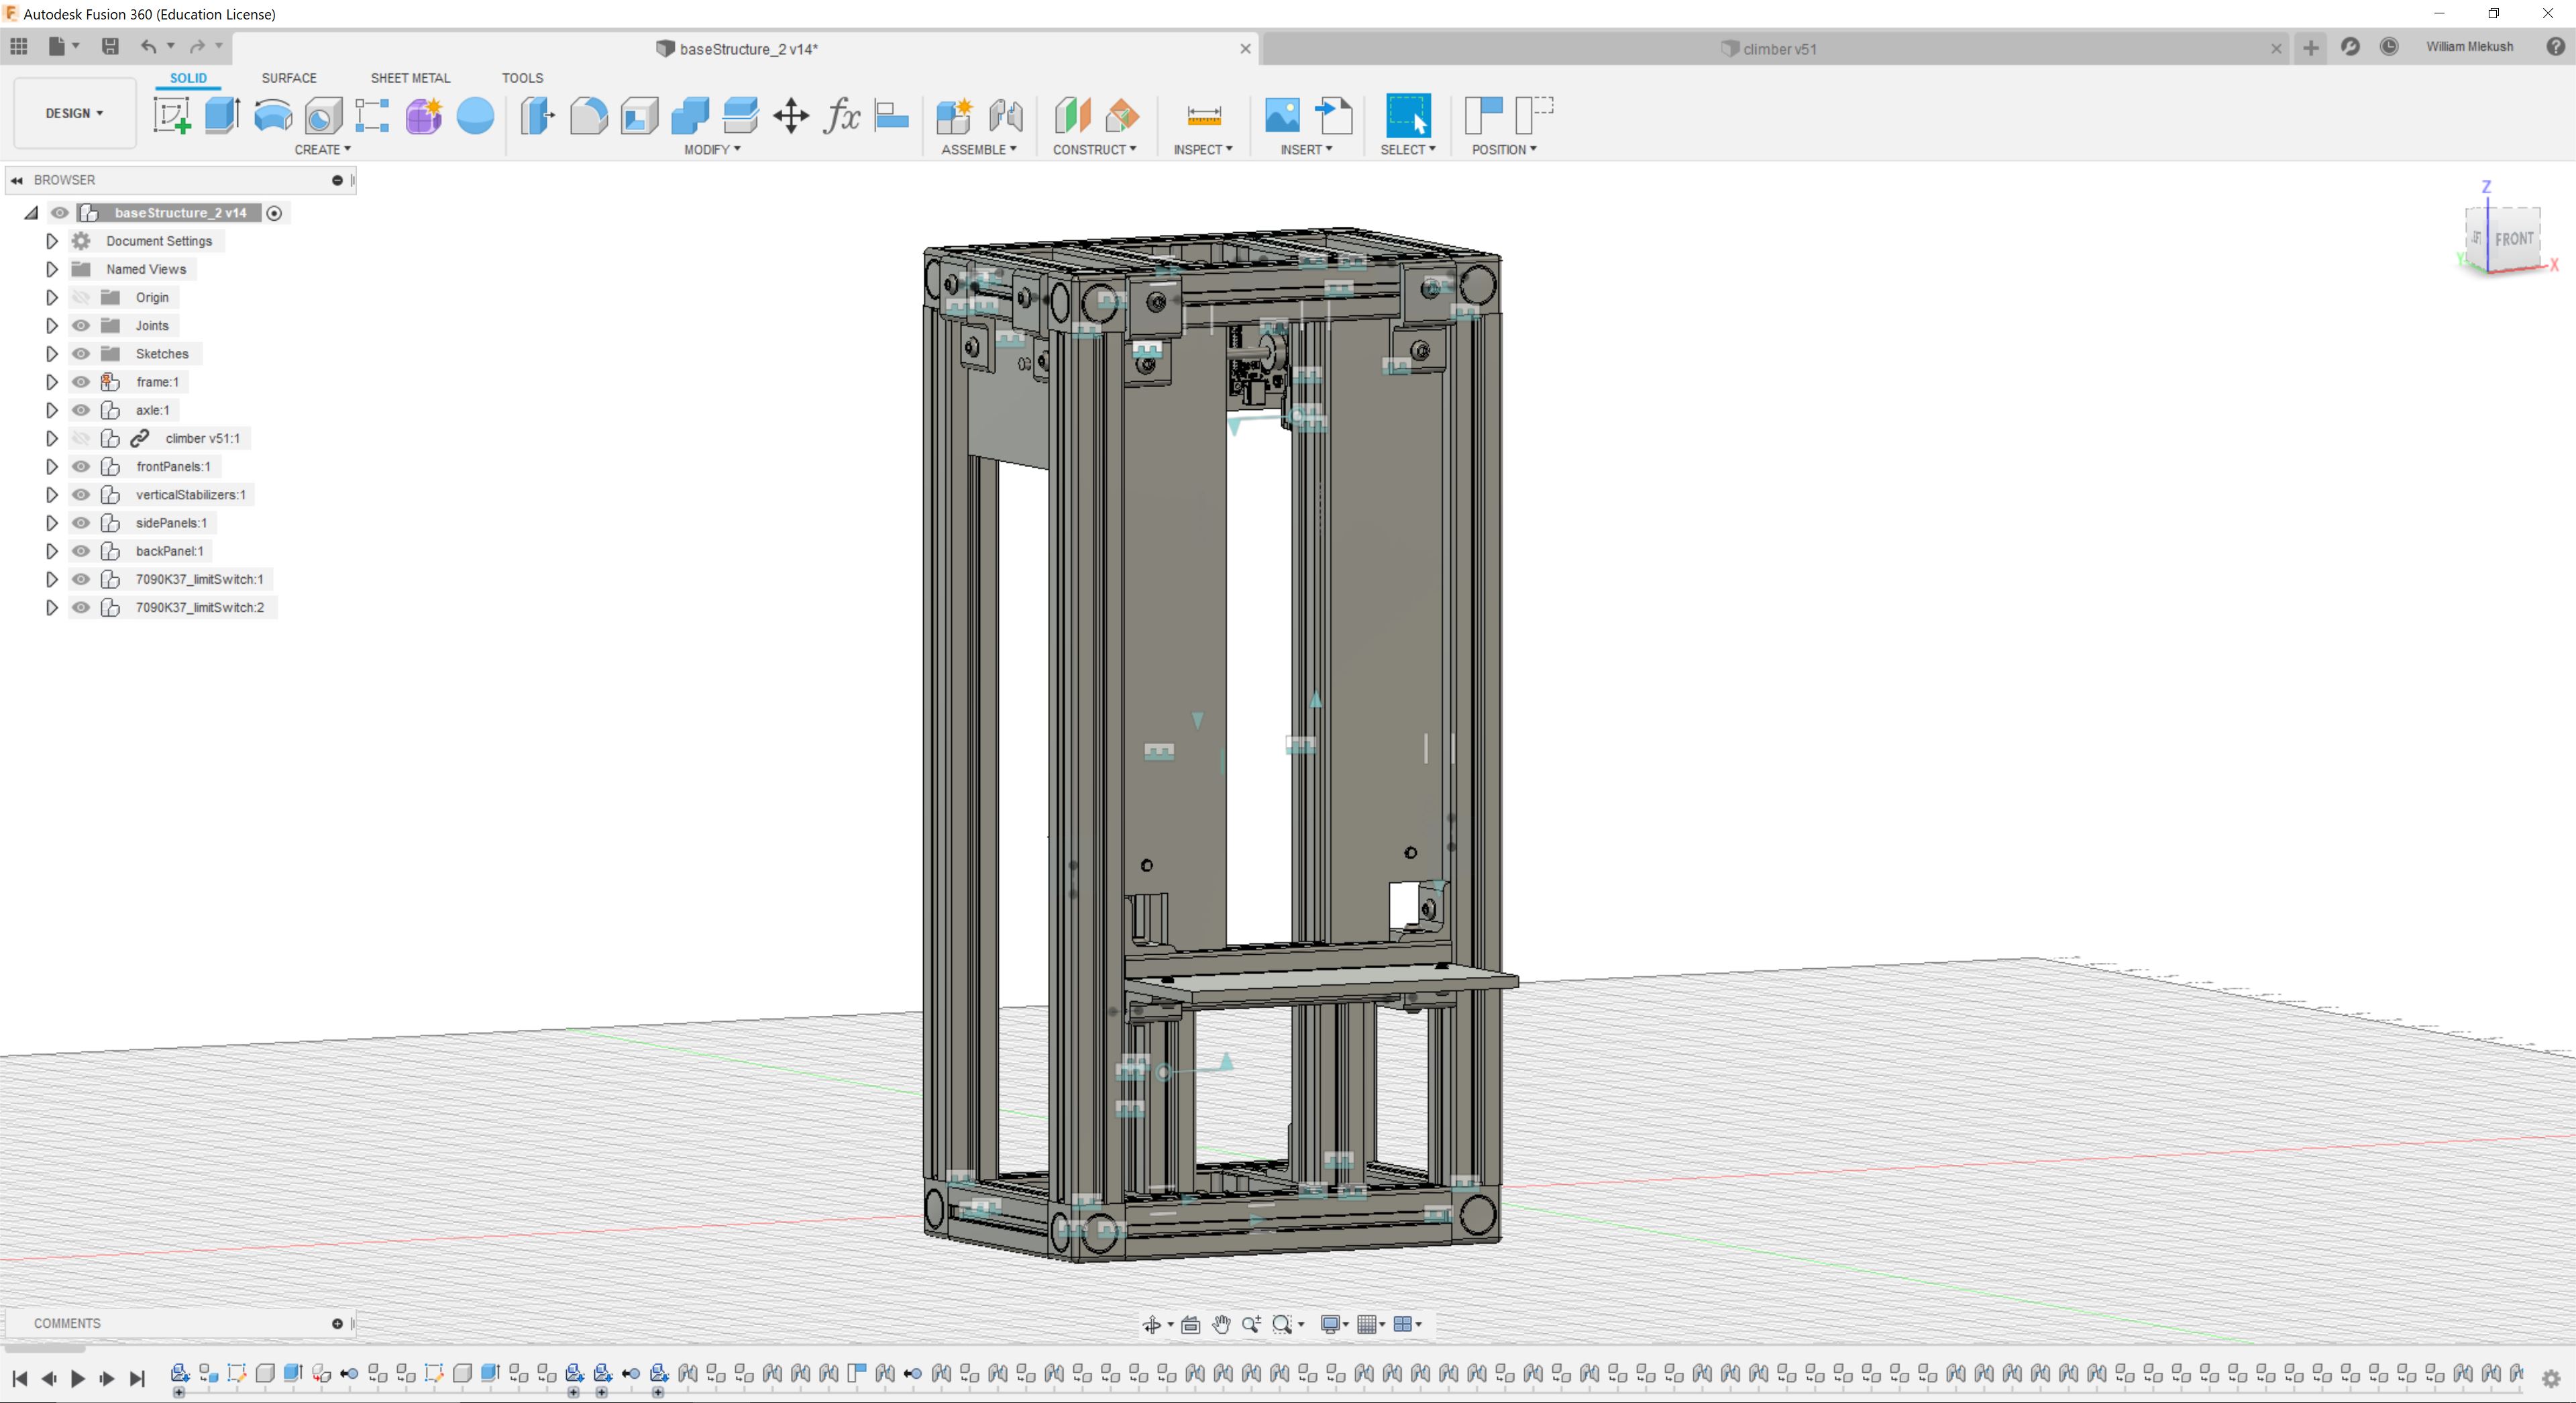 Autodesk Fusion 360 (Education License)
baseStructure_2 v14*
climber v51
William Mlekush
DESIGN
SOLID SURFACE SHEET METAL TOOLS
CREATE MODIFY ASSEMBLE CONSTRUCT INSPECT INSERT SELECT POSITION
BROWSER
baseStructure_2 v14
Document Settings
Named Views
Origin
Joints
Sketches
frame:1
axle:1
climber v51:1
frontPanels:1
verticalStabilizers:1
sidePanels:1
backPanel:1
7090K37_limitSwitch:1
7090K37_limitSwitch:2
Z
FRONT
Y
X
COMMENTS